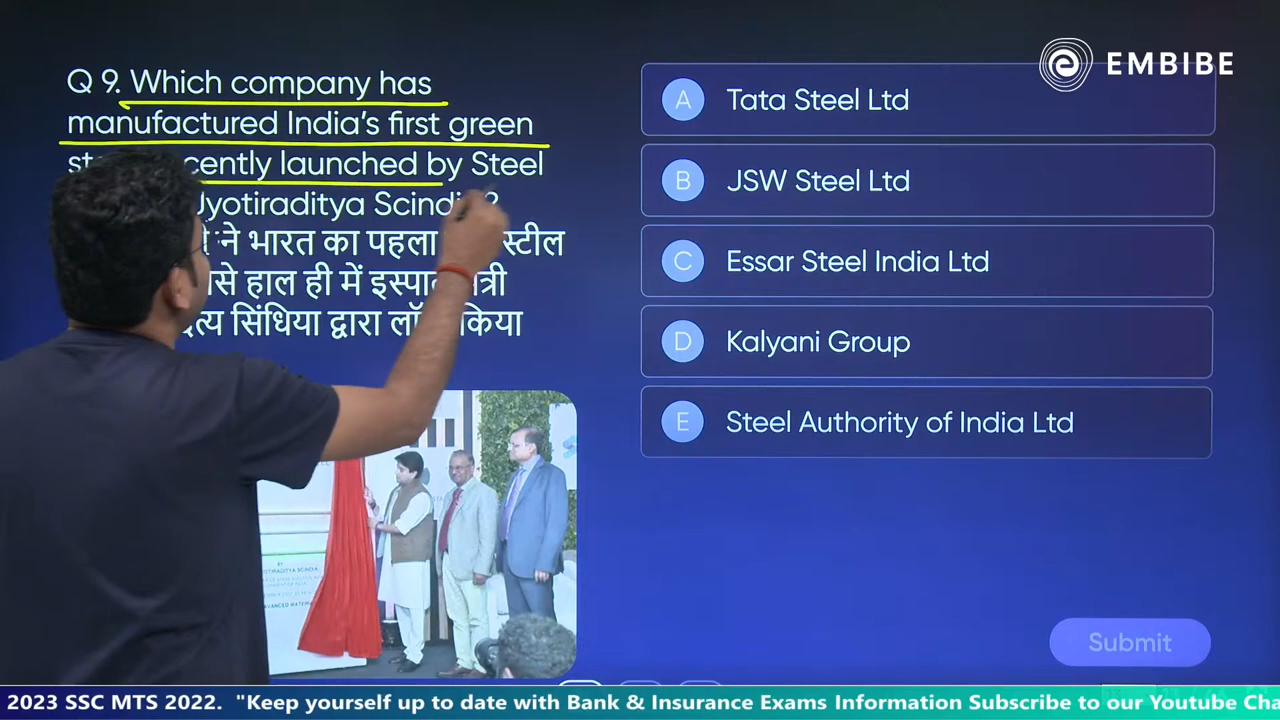 EMBIBE
Q 9. Which company has
manufactured India's first green
cently launched by Steel
Jyotiraditya Scindia?
ने भारत का पहला स्टील
से हाल ही में इस्पात मंत्री
सिंधिया द्वारा लॉन्च किया
A Tata Steel Ltd
B JSW Steel Ltd
C Essar Steel India Ltd
D Kalyani Group
E Steel Authority of India Ltd
BY
Submit
2023 SSC MTS 2022. "Keep yourself up to date with Bank & Insurance Exams Information Subscribe to our Youtube Cha